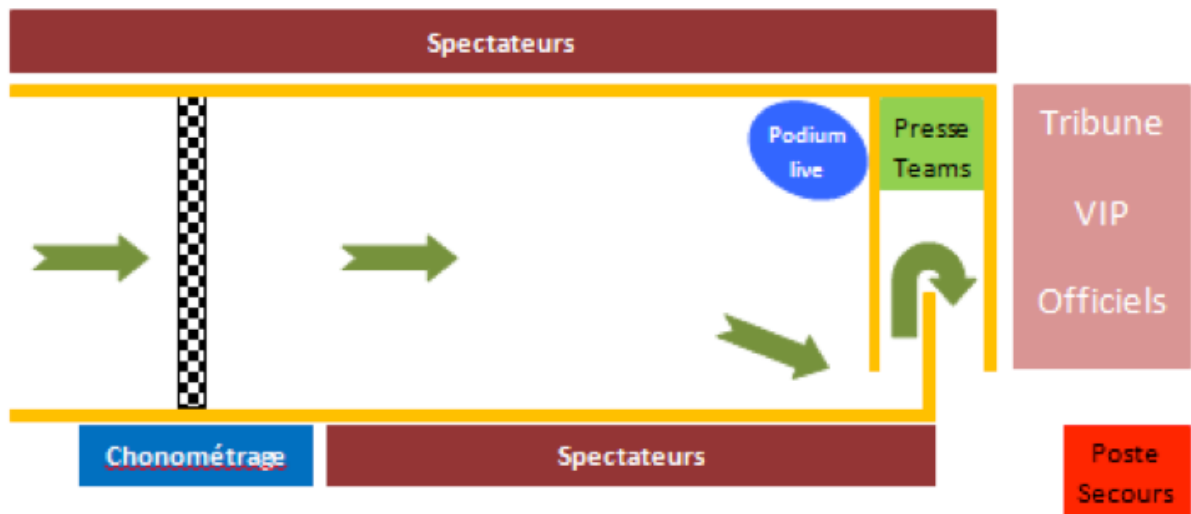 Spectateurs
Podium
live
Presse
Teams
Tribune
VIP
Officiels
Chonométrage
Spectateurs
Poste
Secours